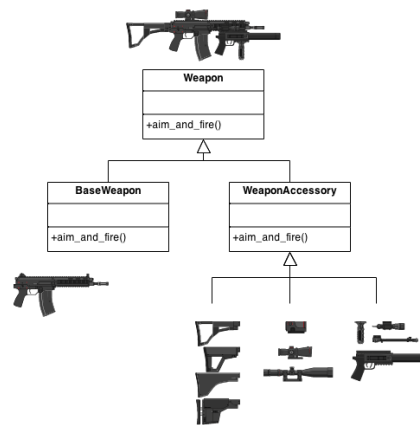 Weapon
+aim_and_fire()
BaseWeapon
WeaponAccessory
+aim_and_fire()
+aim_and_fire()